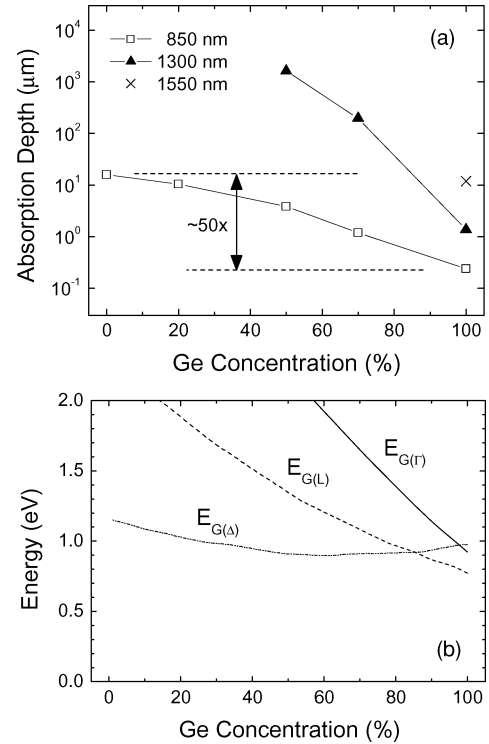 (a)
850 nm
1300 nm
1550 nm
10⁴
10³
10²
10¹
10⁰
10⁻¹
Absorption Depth (μm)
~50x
0 20 40 60 80 100
Ge Concentration (%)
2.0
1.5
1.0
0.5
0.0
Energy (eV)
E_G(Γ)
E_G(L)
E_G(Δ)
(b)
0 20 40 60 80 100
Ge Concentration (%)